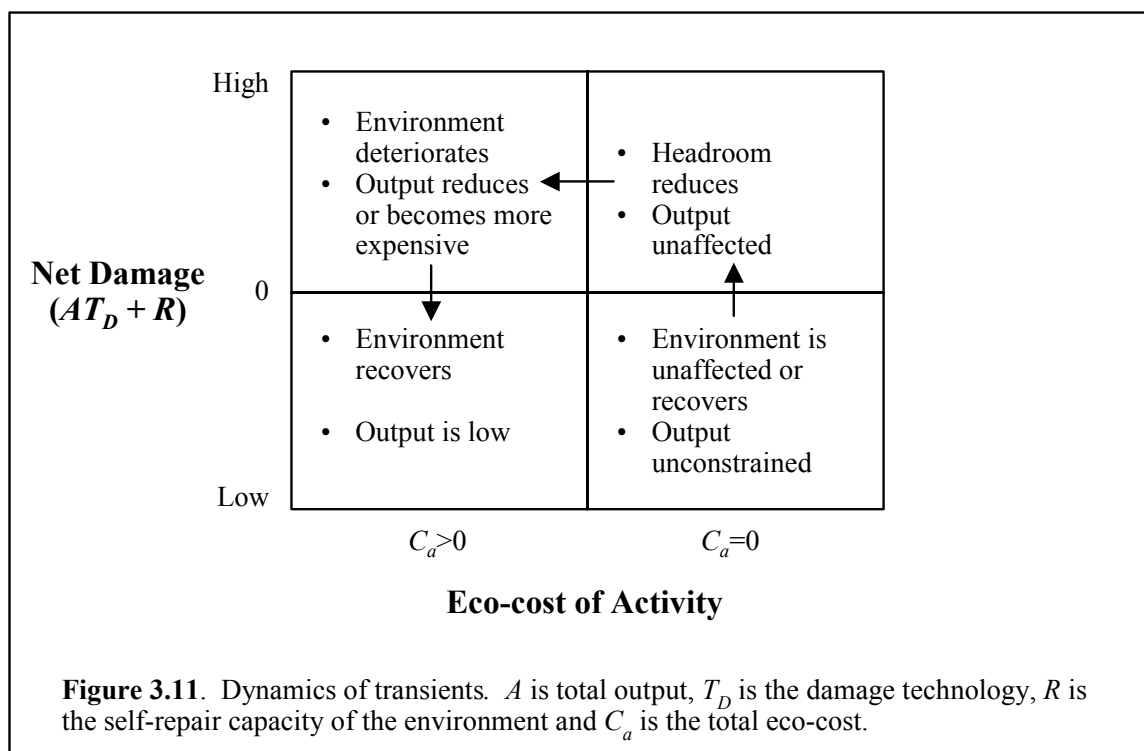 High
• Environment
deteriorates
• Output reduces
or becomes more
expensive
• Headroom
reduces
• Output
unaffected
Net Damage
(AT_D + R)
0
• Environment
recovers
• Output is low
• Environment is
unaffected or
recovers
• Output
unconstrained
Low
C_a>0
C_a=0
Eco-cost of Activity
Figure 3.11. Dynamics of transients. A is total output, T_D is the damage technology, R is
the self-repair capacity of the environment and C_a is the total eco-cost.